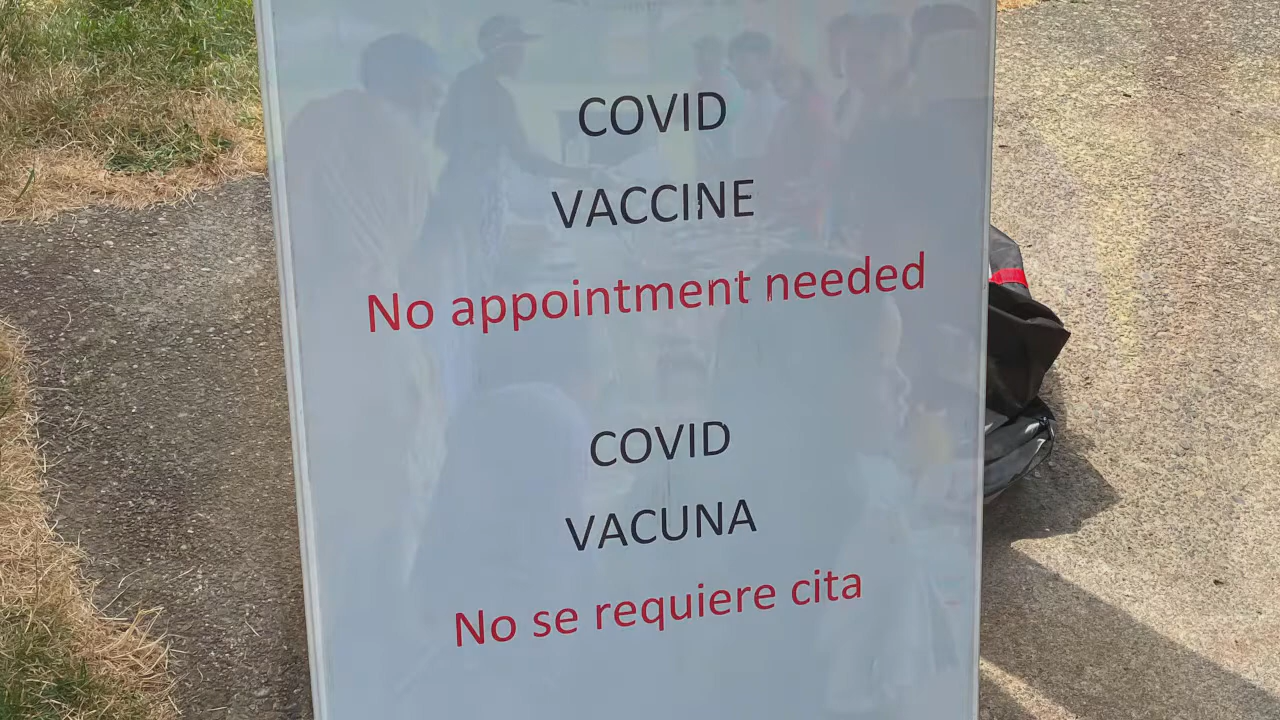 COVID
VACCINE
No appointment needed
COVID
VACUNA
No se requiere cita